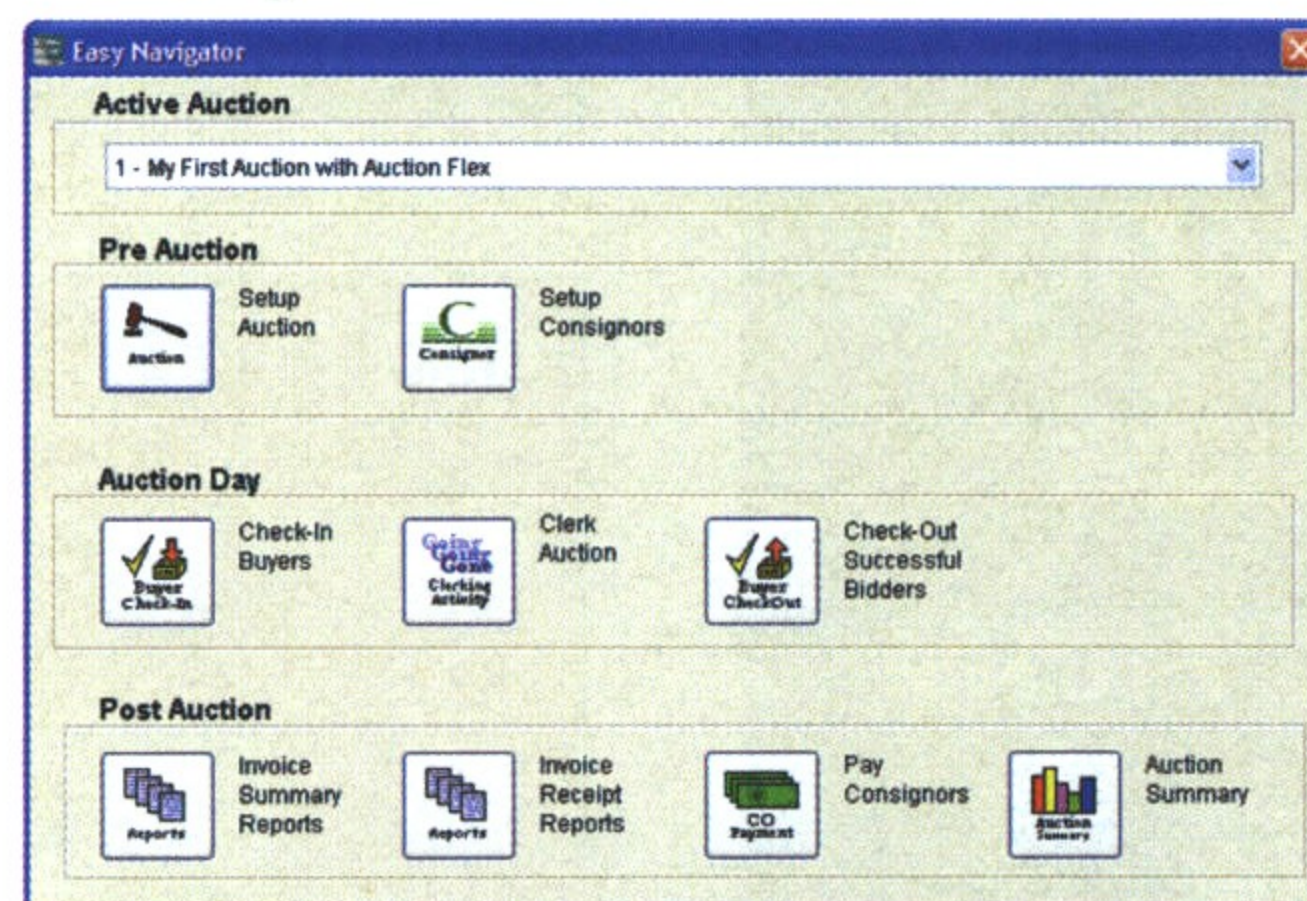 Easy Navigator
Active Auction
1 - My First Auction with Auction Flex
Pre Auction
Auction
Setup
Auction
C
Consignor
Setup
Consignors
Auction Day
Buyer
Check-In
Check-In
Buyers
Going
Going
Gone
Clerking
Activity
Clerk
Auction
Buyer
CheckOut
Check-Out
Successful
Bidders
Post Auction
Reports
Invoice
Summary
Reports
Reports
Invoice
Receipt
Reports
CO
Payment
Pay
Consignors
Auction
Summary
Auction
Summary